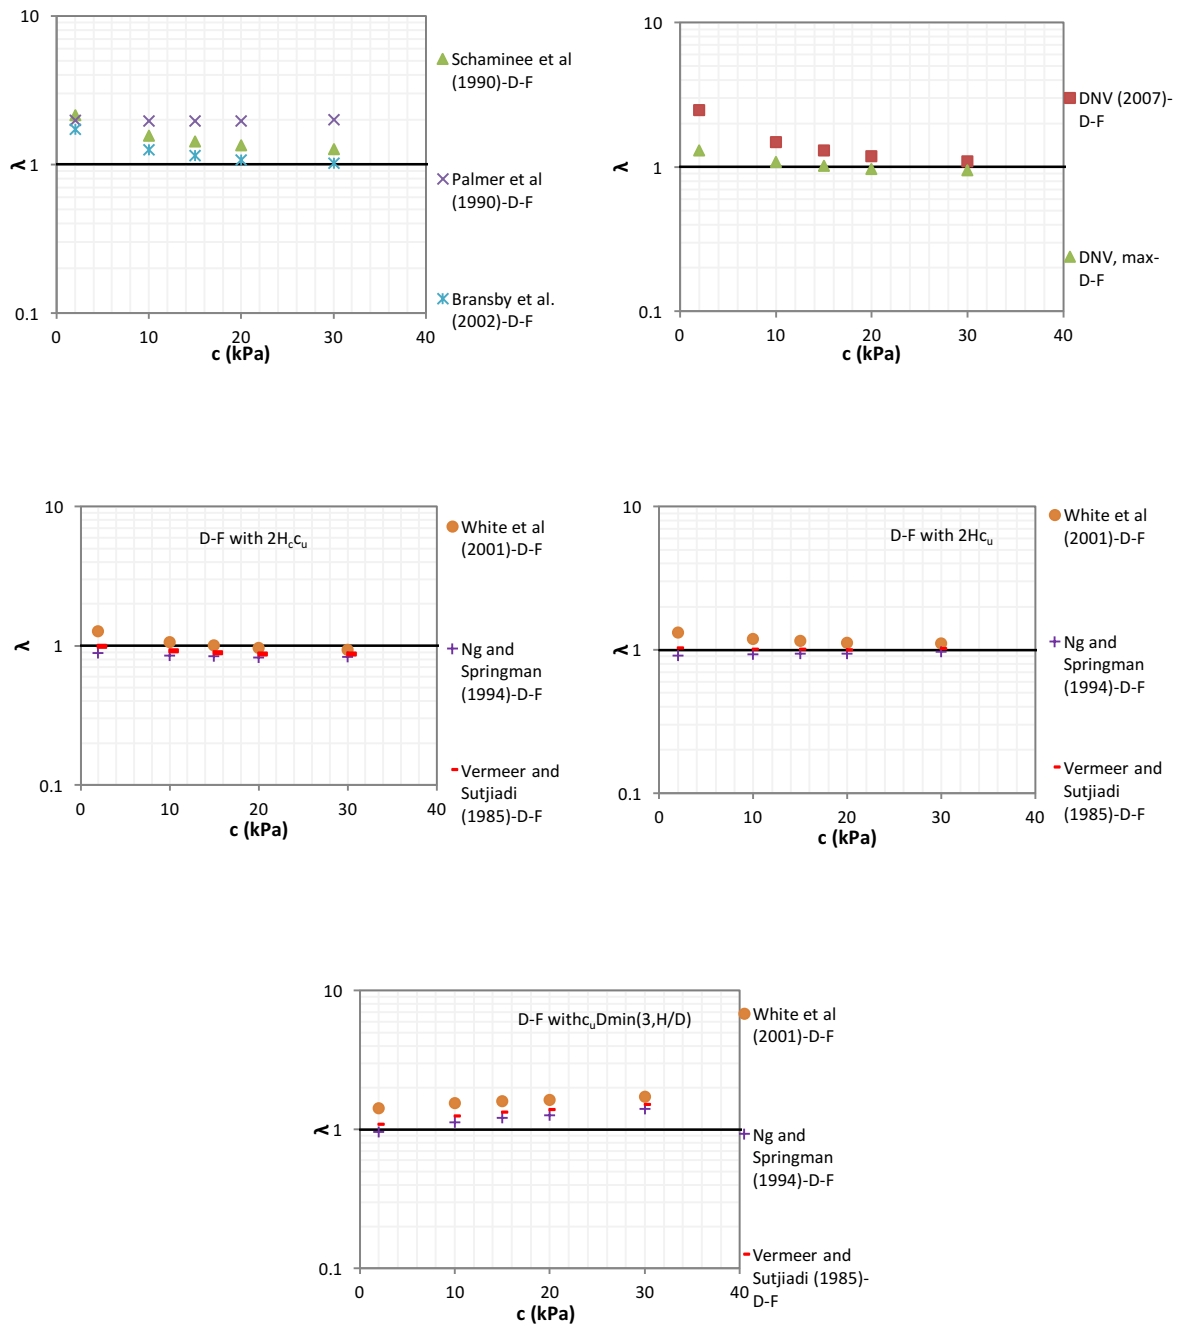 10
1
0.1
λ
0
10
20
30
40
c (kPa)
Schaminee et al
(1990)-D-F
Palmer et al
(1990)-D-F
Bransby et al.
(2002)-D-F
10
1
0.1
λ
0
10
20
30
40
c (kPa)
DNV (2007)-
D-F
DNV, max-
D-F
10
1
0.1
λ
D-F with 2H_c c_u
0
10
20
30
40
c (kPa)
White et al
(2001)-D-F
Ng and
Springman
(1994)-D-F
Vermeer and
Sutjiadi
(1985)-D-F
10
1
0.1
λ
D-F with 2Hc_u
0
10
20
30
40
c (kPa)
White et al
(2001)-D-F
Ng and
Springman
(1994)-D-F
Vermeer and
Sutjiadi
(1985)-D-F
10
1
0.1
λ
D-F withc_uDmin(3,H/D)
0
10
20
30
40
c (kPa)
White et al
(2001)-D-F
Ng and
Springman
(1994)-D-F
Vermeer and
Sutjiadi (1985)-
D-F